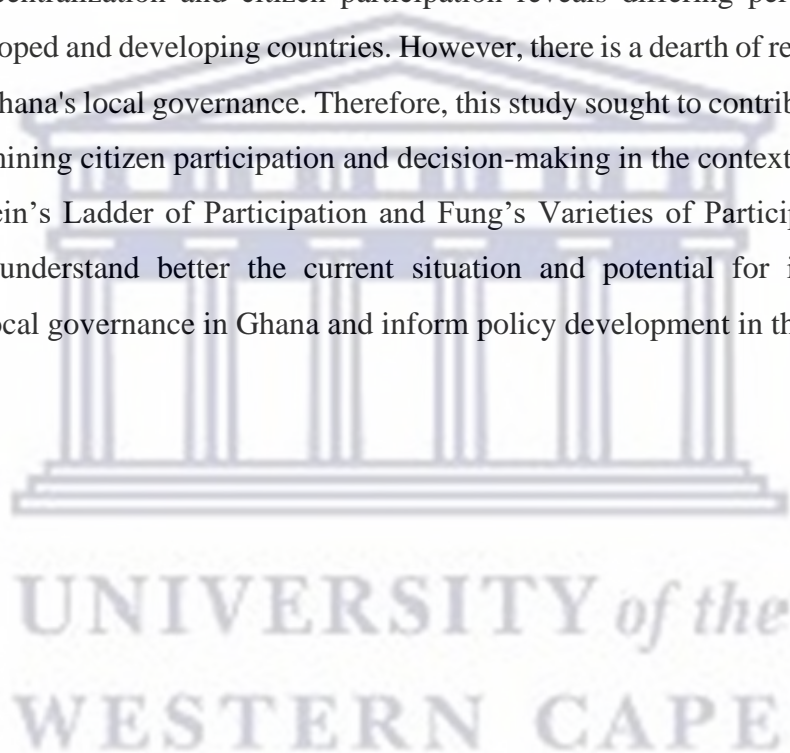 centralization and citizen participation reveals differing per
oped and developing countries. However, there is a dearth of re
hana's local governance. Therefore, this study sought to contrib
ining citizen participation and decision-making in the context
ein’s Ladder of Participation and Fung’s Varieties of Particip
understand better the current situation and potential for i
ocal governance in Ghana and inform policy development in th
UNIVERSITY of the
WESTERN CAPE